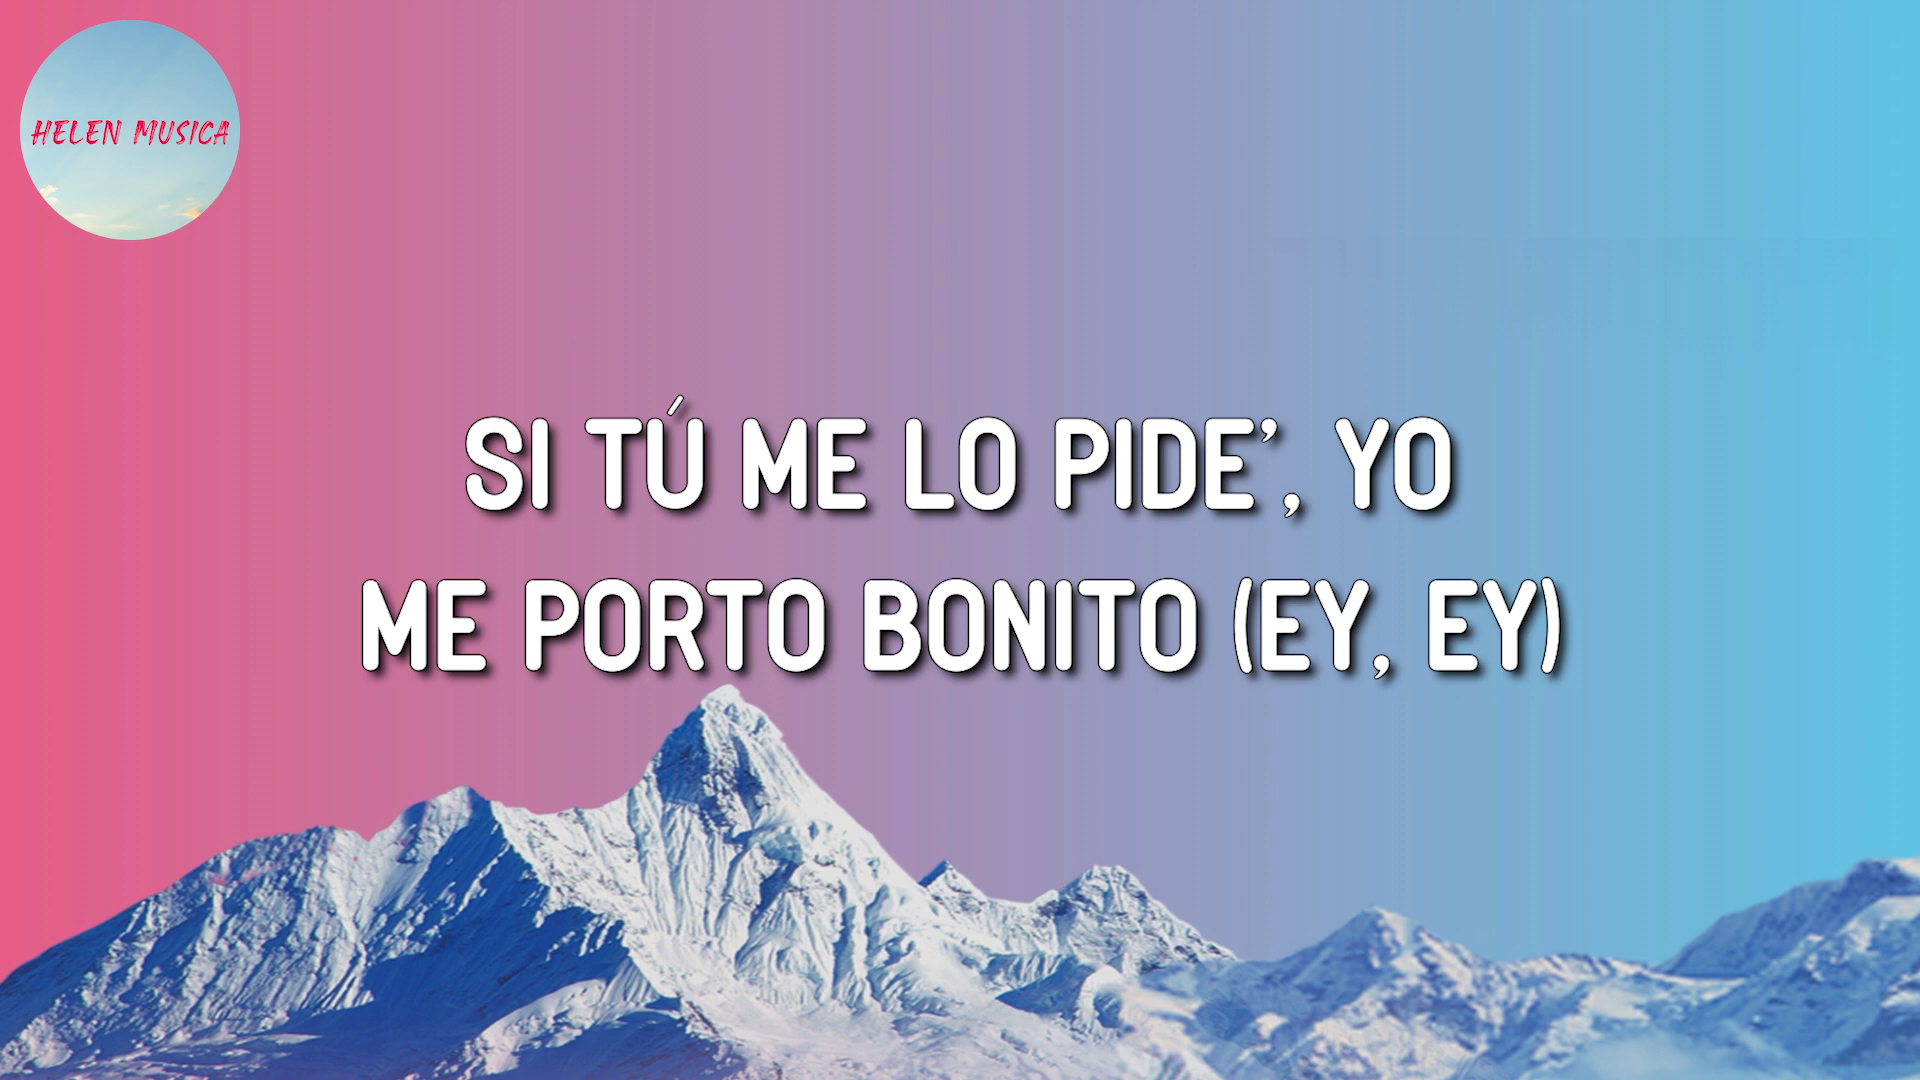 HELEN MUSICA
SI TÚ ME LO PIDE’, YO
ME PORTO BONITO (EY, EY)